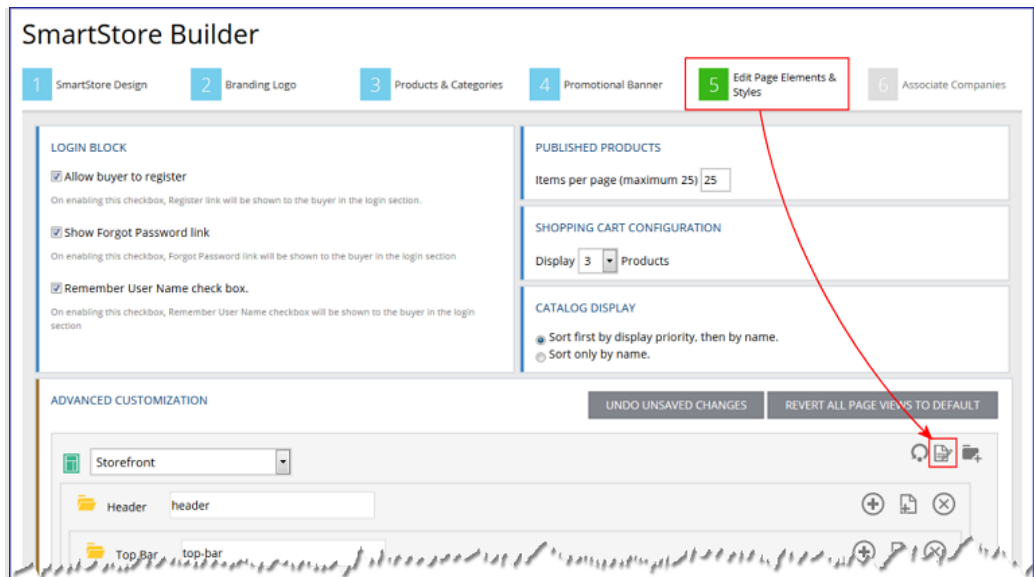 SmartStore Builder
1 SmartStore Design
2 Branding Logo
3 Products & Categories
4 Promotional Banner
5 Edit Page Elements &
Styles
6 Associate Companies
LOGIN BLOCK
Allow buyer to register
On enabling this checkbox, Register link will be shown to the buyer in the login section.
Show Forgot Password link
On enabling this checkbox, Forgot Password link will be shown to the buyer in the login section
Remember User Name check box.
On enabling this checkbox, Remember User Name checkbox will be shown to the buyer in the login
section
PUBLISHED PRODUCTS
Items per page (maximum 25) 25
SHOPPING CART CONFIGURATION
Display 3 Products
CATALOG DISPLAY
Sort first by display priority, then by name.
Sort only by name.
ADVANCED CUSTOMIZATION
UNDO UNSAVED CHANGES
REVERT ALL PAGE VIEWS TO DEFAULT
Storefront
Header header
Top Bar top-bar